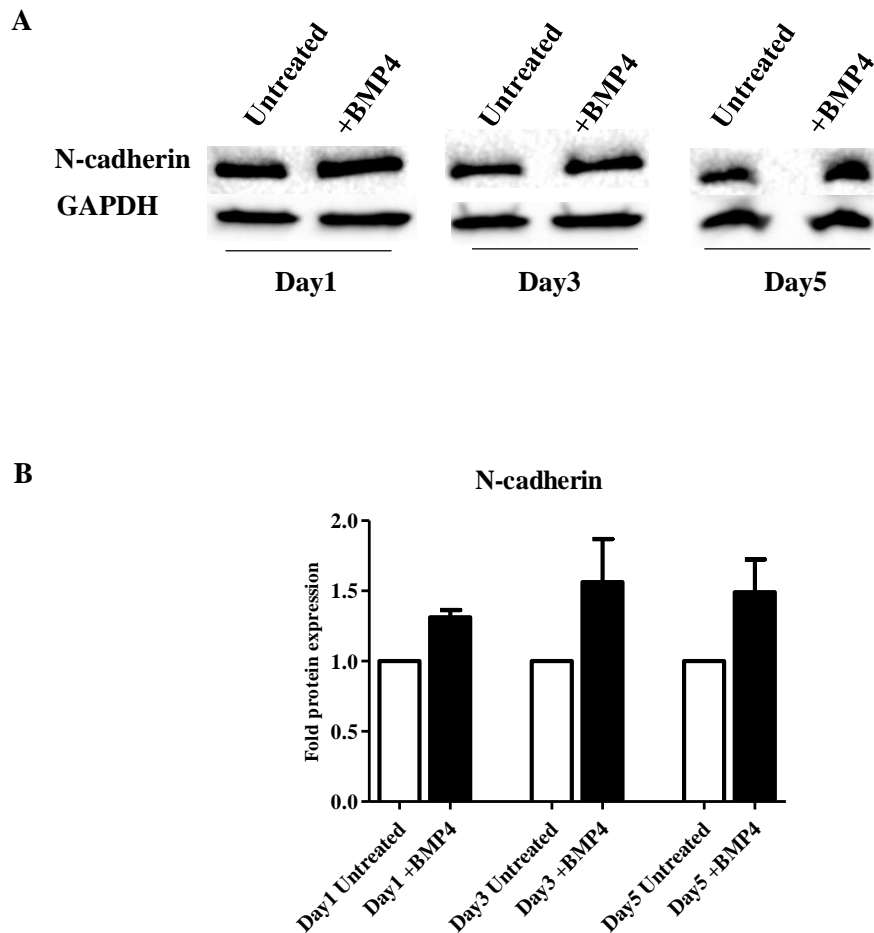 A
Untreated
+BMP4
Untreated
+BMP4
Untreated
+BMP4
N-cadherin
GAPDH
Day1
Day3
Day5
B
N-cadherin
Fold protein expression
2.0
1.5
1.0
0.5
0.0
Day1 Untreated
Day1 +BMP4
Day3 Untreated
Day3 +BMP4
Day5 Untreated
Day5 +BMP4